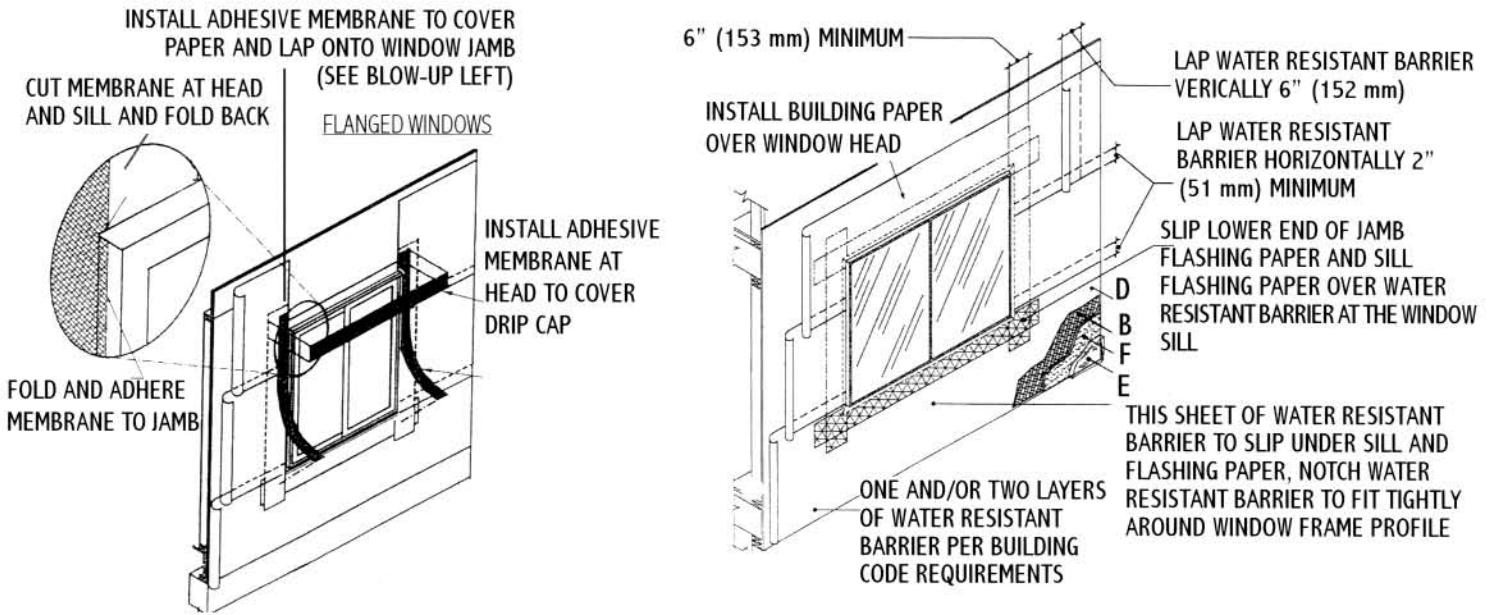 INSTALL ADHESIVE MEMBRANE TO COVER
PAPER AND LAP ONTO WINDOW JAMB
(SEE BLOW-UP LEFT)
CUT MEMBRANE AT HEAD
AND SILL AND FOLD BACK
FLANGED WINDOWS
INSTALL ADHESIVE
MEMBRANE AT
HEAD TO COVER
DRIP CAP
FOLD AND ADHERE
MEMBRANE TO JAMB
6” (153 mm) MINIMUM
INSTALL BUILDING PAPER
OVER WINDOW HEAD
LAP WATER RESISTANT BARRIER
VERICALLY 6” (152 mm)
LAP WATER RESISTANT
BARRIER HORIZONTALLY 2”
(51 mm) MINIMUM
SLIP LOWER END OF JAMB
FLASHING PAPER AND SILL
FLASHING PAPER OVER WATER
RESISTANT BARRIER AT THE WINDOW
SILL
D
B
F
E
THIS SHEET OF WATER RESISTANT
BARRIER TO SLIP UNDER SILL AND
FLASHING PAPER, NOTCH WATER
RESISTANT BARRIER TO FIT TIGHTLY
AROUND WINDOW FRAME PROFILE
ONE AND/OR TWO LAYERS
OF WATER RESISTANT
BARRIER PER BUILDING
CODE REQUIREMENTS